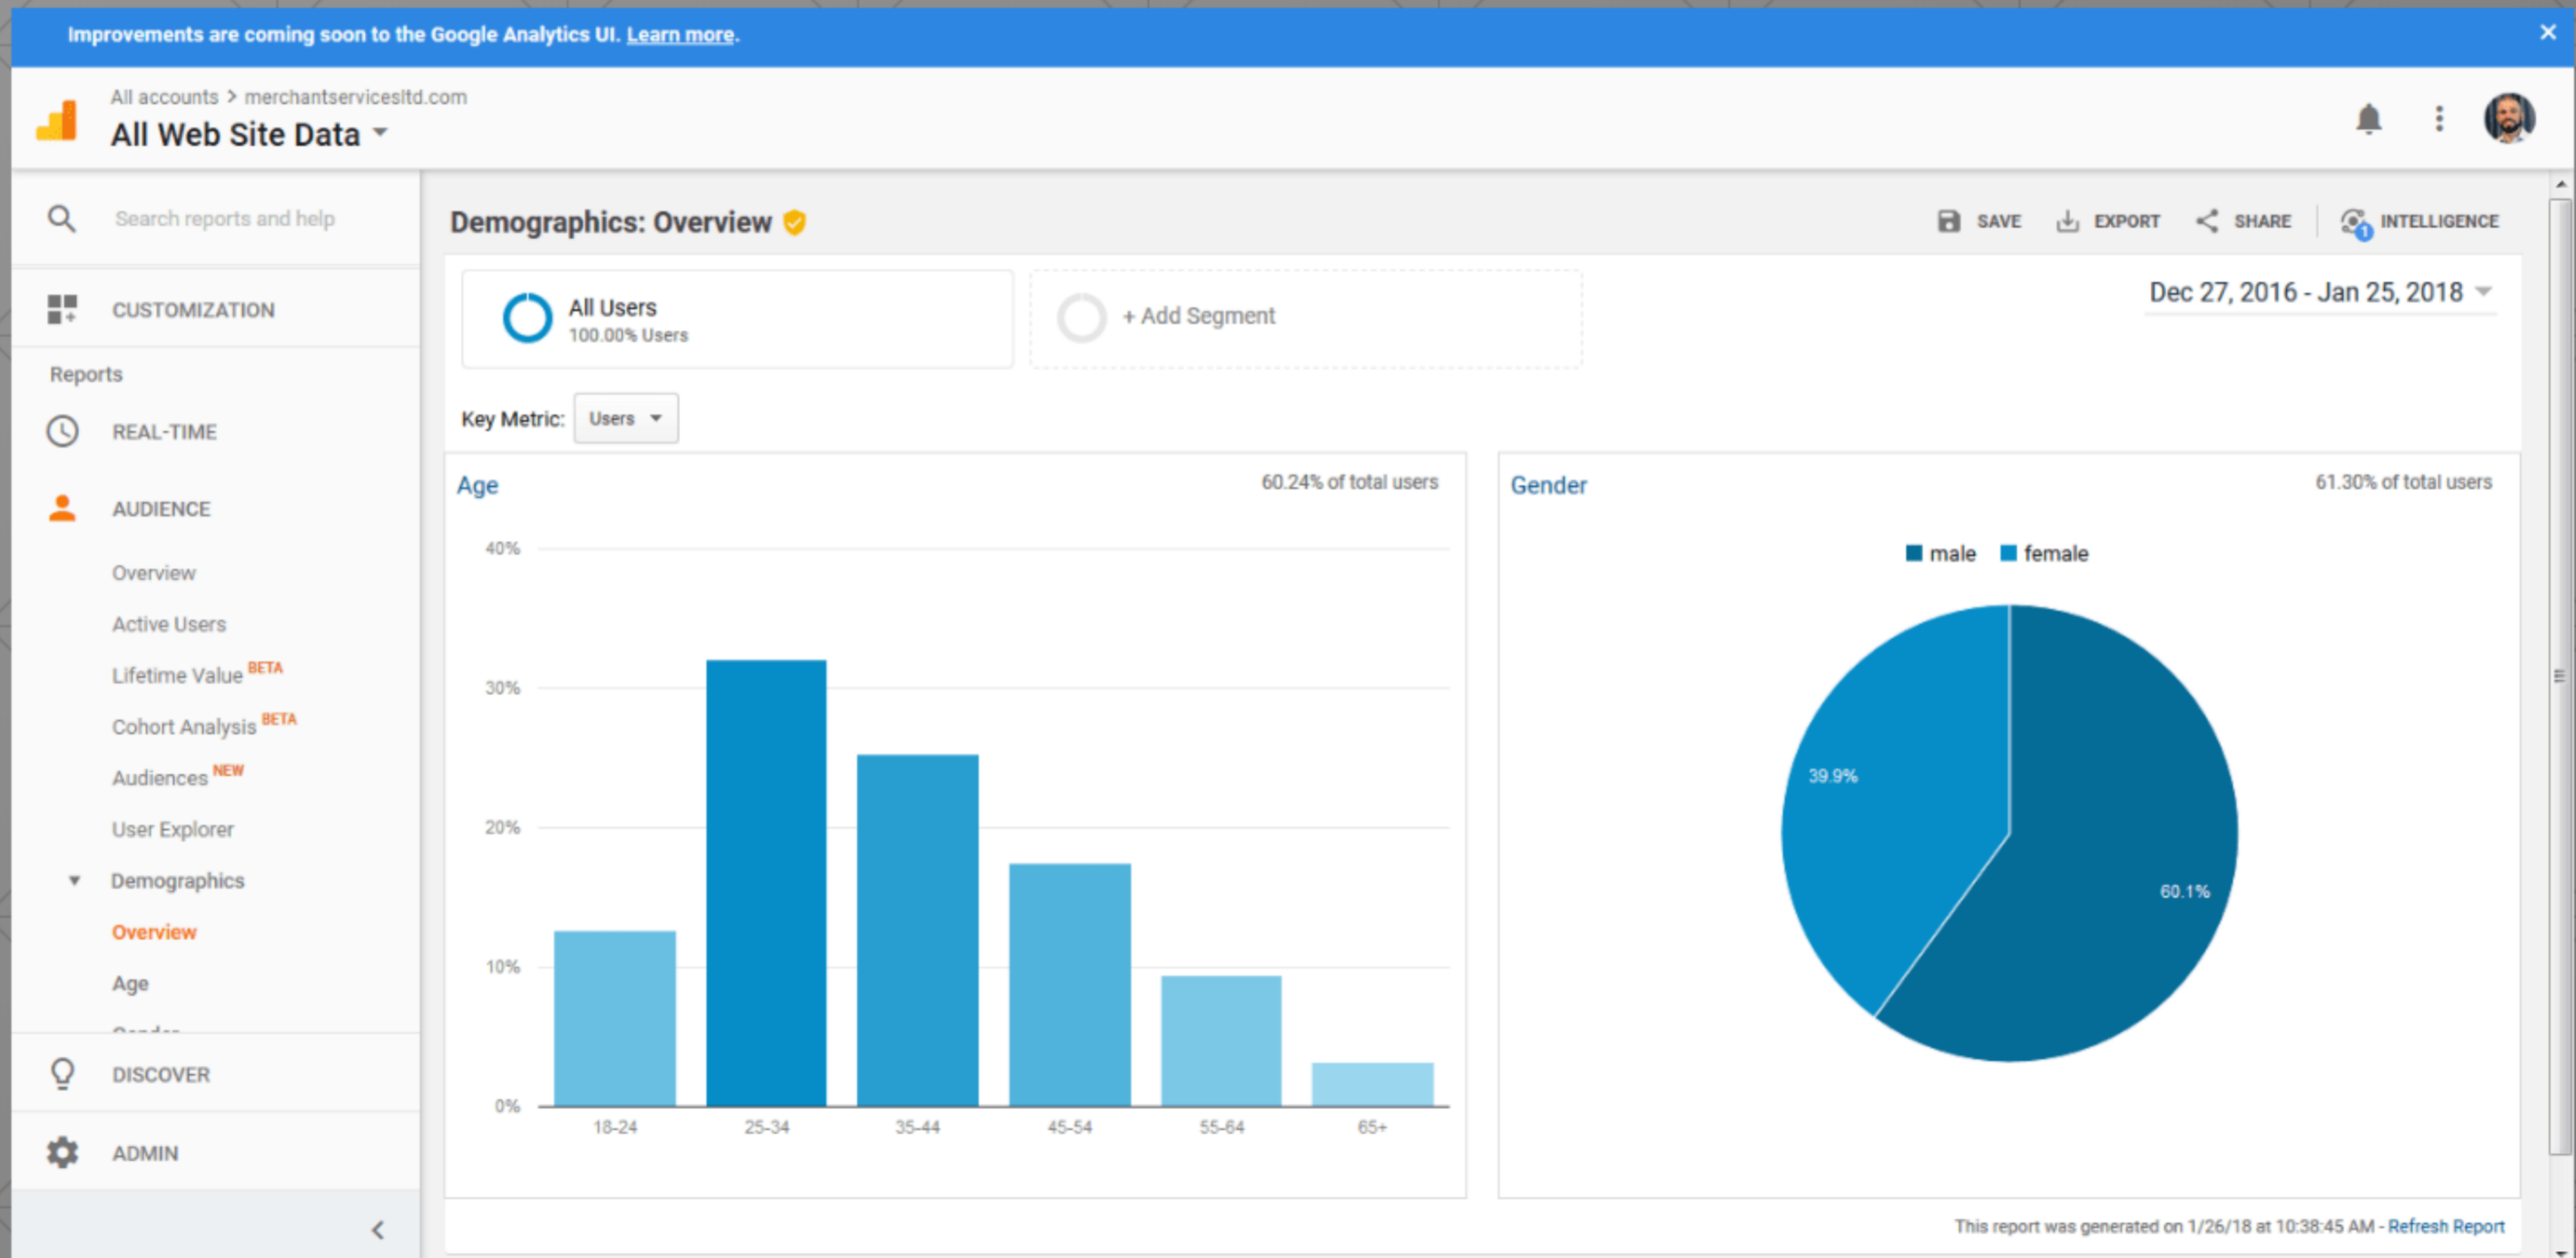 Improvements are coming soon to the Google Analytics UI. Learn more.
All accounts > merchantservicesltd.com
All Web Site Data
Search reports and help
CUSTOMIZATION
Reports
REAL-TIME
AUDIENCE
Overview
Active Users
Lifetime Value BETA
Cohort Analysis BETA
Audiences NEW
User Explorer
Demographics
Overview
Age
Gender
DISCOVER
ADMIN
Demographics: Overview
SAVE
EXPORT
SHARE
1
INTELLIGENCE
All Users
100.00% Users
+ Add Segment
Dec 27, 2016 - Jan 25, 2018
Key Metric: Users
Age
60.24% of total users
40%
30%
20%
10%
0%
18-24 25-34 35-44 45-54 55-64 65+
Gender
61.30% of total users
male female
39.9%
60.1%
This report was generated on 1/26/18 at 10:38:45 AM - Refresh Report